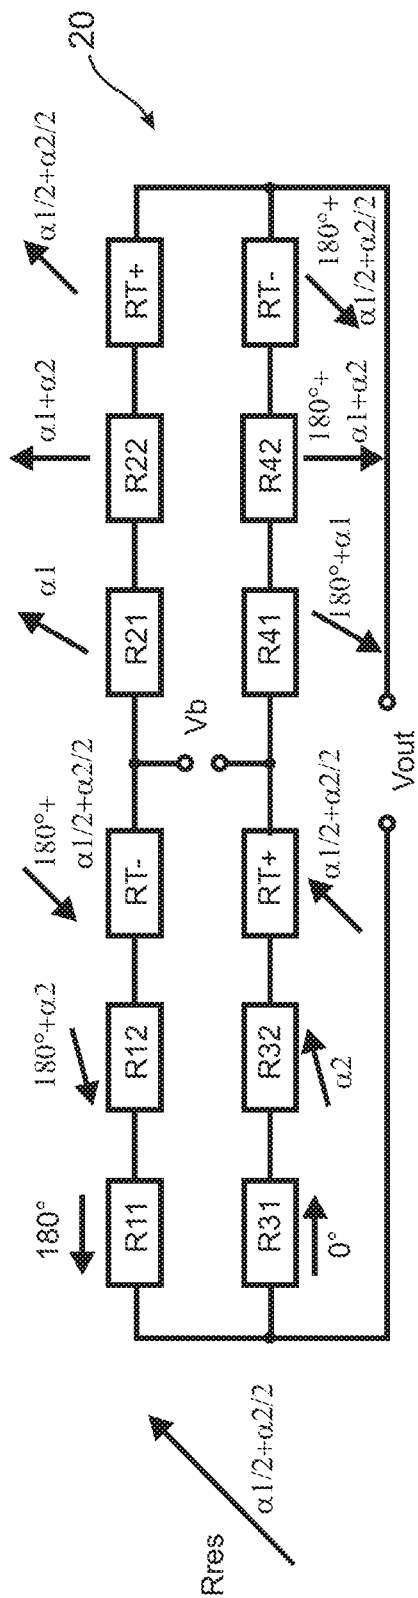 20
180°
180°+α2
180°+
α1/2+α2/2
α1
α1+α2
α1/2+α2/2
R11
R12
RT-
R21
R22
RT+
Vb
R31
R32
RT+
R41
R42
RT-
0°
α2
α1/2+α2/2
180°+α1
180°+
α1+α2
180°+
α1/2+α2/2
Rres
α1/2+α2/2
Vout